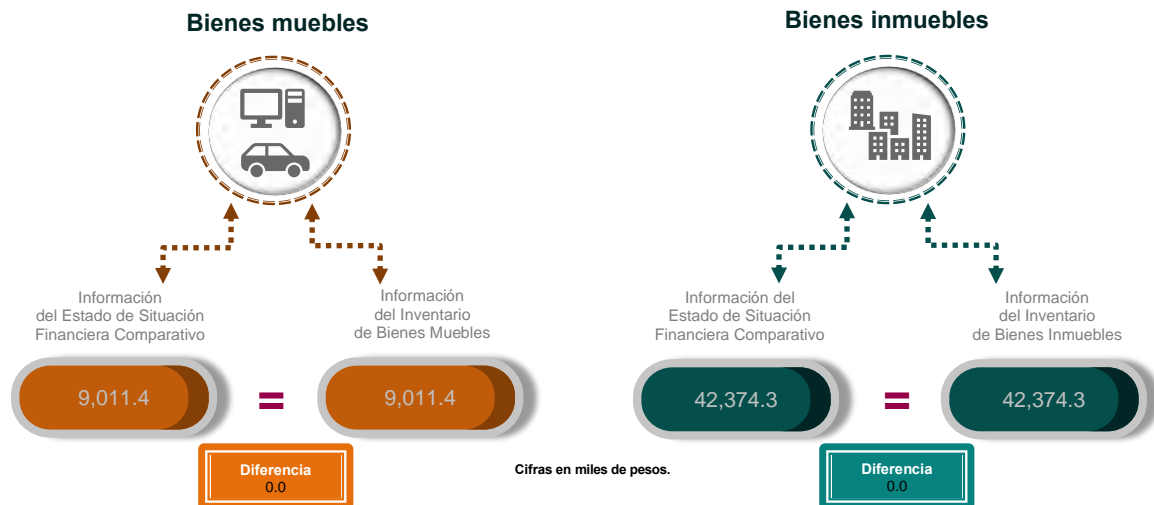 Bienes muebles
Información
del Estado de Situación
Financiera Comparativo
Información
del Inventario
de Bienes Muebles
9,011.4
=
9,011.4
Diferencia
0.0
Cifras en miles de pesos.
Bienes inmuebles
Información del
Estado de Situación
Financiera Comparativo
Información
del Inventario
de Bienes Inmuebles
42,374.3
=
42,374.3
Diferencia
0.0